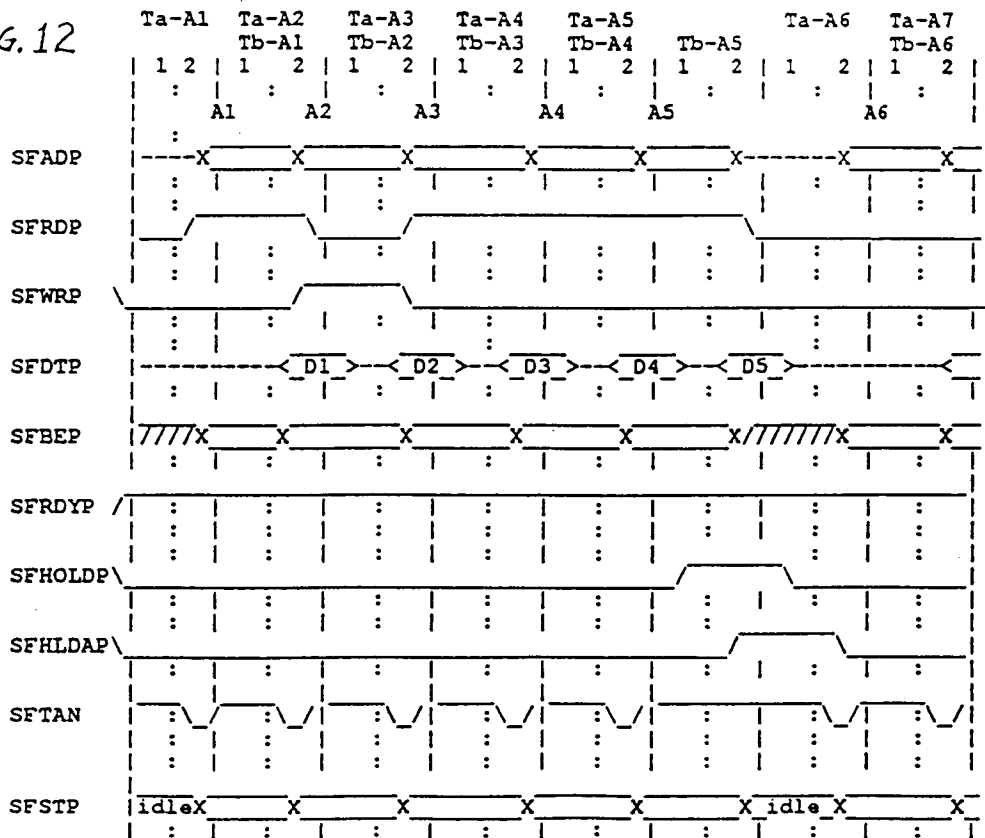 G. 12
Ta-A1 Ta-A2 Ta-A3 Ta-A4 Ta-A5 Ta-A6 Ta-A7
Tb-A1 Tb-A2 Tb-A3 Tb-A4 Tb-A5 Tb-A6
1 2 1 2 1 2 1 2 1 2 1 2 1 2 1 2
A1 A2 A3 A4 A5 A6
SFADP
SFRDP
SFWRP
SFDTP D1 D2 D3 D4 D5
SFBEP
SFRDYP
SFHOLDP
SFHLDAP
SFTAN
SFSTP idle idle